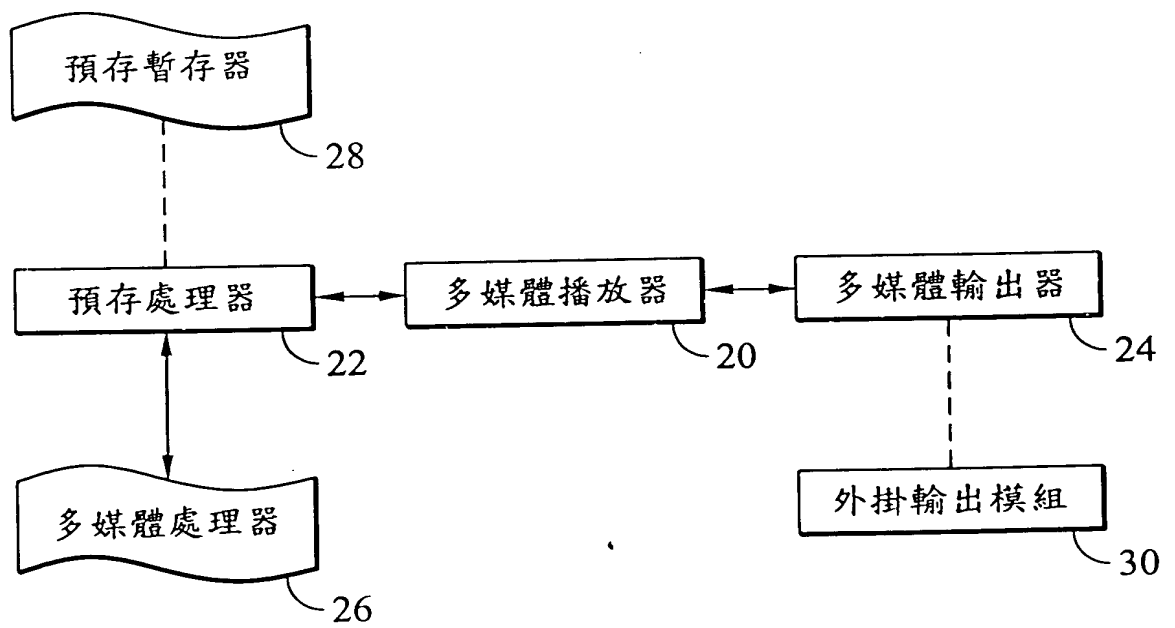 預存暫存器
28
預存處理器
22
多媒體播放器
20
多媒體輸出器
24
多媒體處理器
26
外掛輸出模組
30